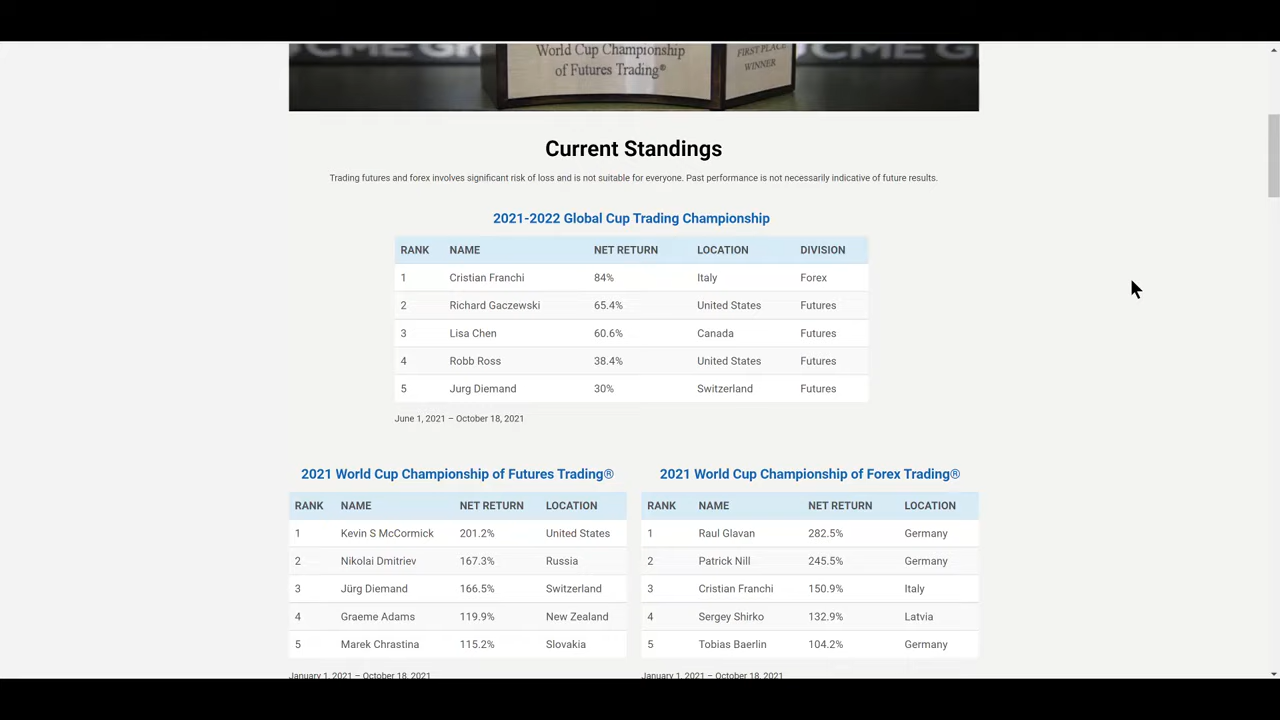 World Cup Championship
of Futures Trading®
FIRST PLACE
WINNER
Current Standings
Trading futures and forex involves significant risk of loss and is not suitable for everyone. Past performance is not necessarily indicative of future results.
2021-2022 Global Cup Trading Championship
RANK NAME NET RETURN LOCATION DIVISION
1 Cristian Franchi 84% Italy Forex
2 Richard Gaczewski 65.4% United States Futures
3 Lisa Chen 60.6% Canada Futures
4 Robb Ross 38.4% United States Futures
5 Jurg Diemand 30% Switzerland Futures
June 1, 2021 – October 18, 2021
2021 World Cup Championship of Futures Trading®
RANK NAME NET RETURN LOCATION
1 Kevin S McCormick 201.2% United States
2 Nikolai Dmitriev 167.3% Russia
3 Jürg Diemand 166.5% Switzerland
4 Graeme Adams 119.9% New Zealand
5 Marek Chrastina 115.2% Slovakia
January 1, 2021 – October 18, 2021
2021 World Cup Championship of Forex Trading®
RANK NAME NET RETURN LOCATION
1 Raul Glavan 282.5% Germany
2 Patrick Nill 245.5% Germany
3 Cristian Franchi 150.9% Italy
4 Sergey Shirko 132.9% Latvia
5 Tobias Baerlin 104.2% Germany
January 1, 2021 – October 18, 2021